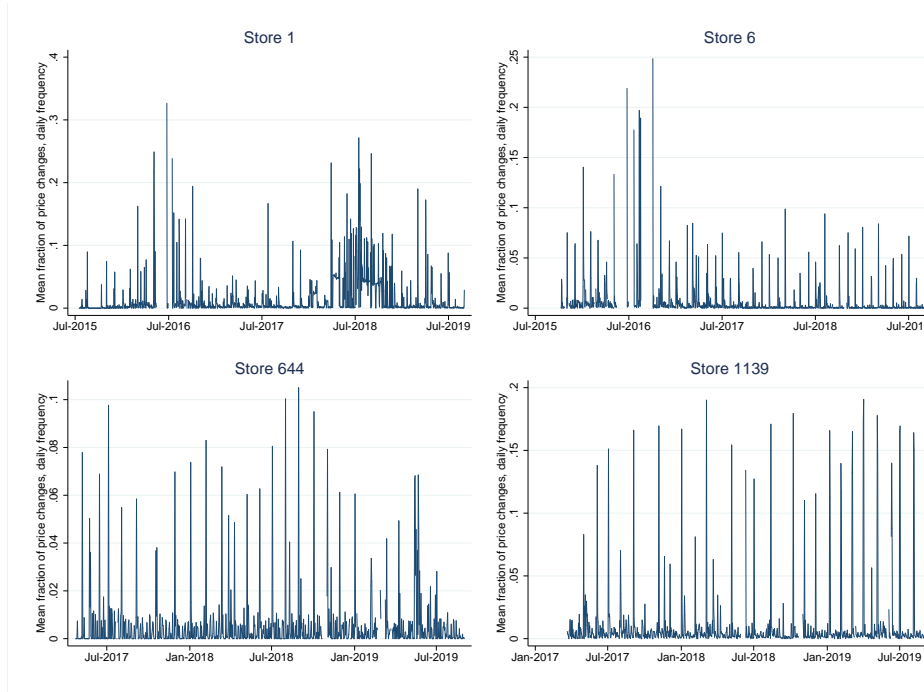 Store 1
Mean fraction of price changes, daily frequency
.4
.3
.2
.1
0
Jul-2015
Jul-2016
Jul-2017
Jul-2018
Jul-2019
Store 6
Mean fraction of price changes, daily frequency
.25
.2
.15
.1
.05
0
Jul-2015
Jul-2016
Jul-2017
Jul-2018
Jul-201
Store 644
Mean fraction of price changes, daily frequency
.1
.08
.06
.04
.02
0
Jul-2017
Jan-2018
Jul-2018
Jan-2019
Jul-2019
Store 1139
Mean fraction of price changes, daily frequency
.2
.15
.1
.05
0
Jan-2017
Jul-2017
Jan-2018
Jul-2018
Jan-2019
Jul-2019